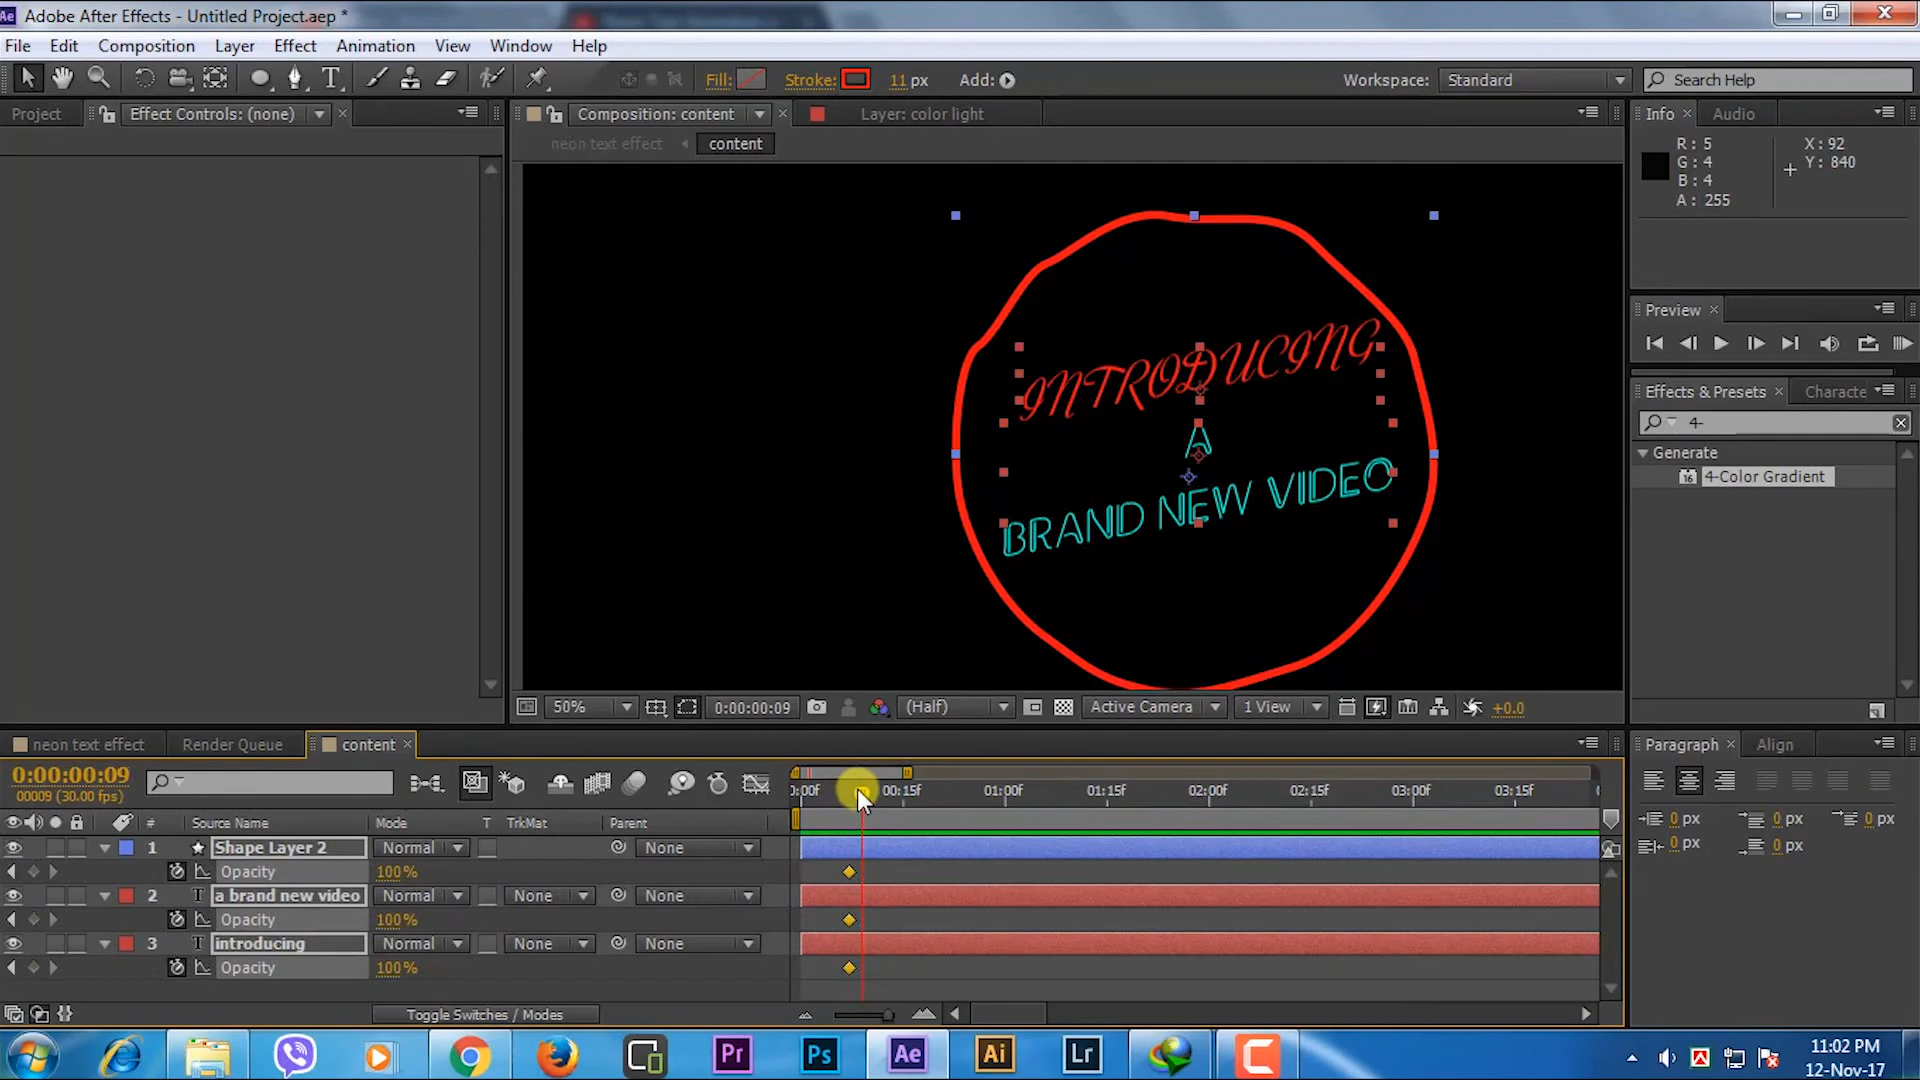 Ae Adobe After Effects - Untitled Project.aep *
File Edit Composition Layer Effect Animation View Window Help
T Fill: Stroke: 11 px Add: Workspace: Standard Search Help
Project Effect Controls: (none) Composition: content Layer: color light Info Audio
neon text effect content
R: 5 X: 92
G: 4 Y: 840
B: 4
A: 255
INTRODUCING
A
BRAND NEW VIDEO
Preview
Effects & Presets Characte
4-
Generate
16 4-Color Gradient
50% 0:00:00:09 (Half) Active Camera 1 View +0.0
neon text effect Render Queue content Paragraph Align
0:00:00:09
00009 (30.00 fps)
0:00f 00:15f 01:00f 01:15f 02:00f 02:15f 03:00f 03:15f
# Source Name Mode T TrkMat Parent
0 px 0 px 0 px
0 px 0 px
1 Shape Layer 2 Normal None
Opacity 100%
2 T a brand new video Normal None None
Opacity 100%
3 T introducing Normal None None
Opacity 100%
Toggle Switches / Modes
Pr Ps Ae Ai Lr
11:02 PM
12-Nov-17